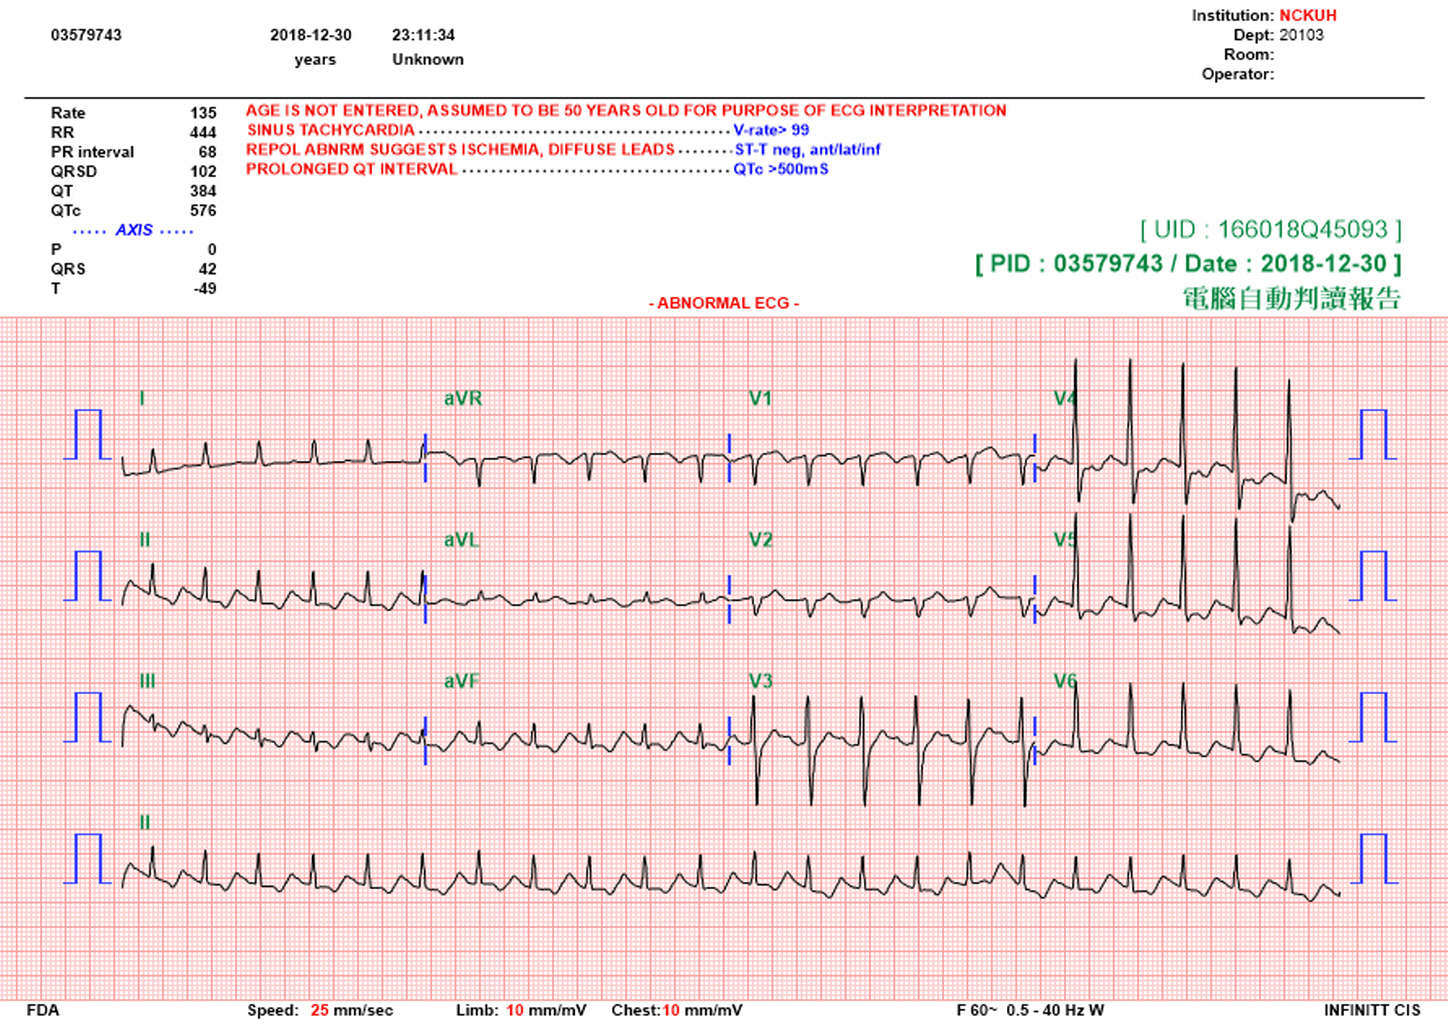 Institution: NCKUH
03579743 2018-12-30 23:11:34 Dept: 20103
years Unknown Room:
Operator:
Rate 135 AGE IS NOT ENTERED, ASSUMED TO BE 50 YEARS OLD FOR PURPOSE OF ECG INTERPRETATION
RR 444 SINUS TACHYCARDIA ........................................... V-rate> 99
PR interval 68 REPOL ABNRM SUGGESTS ISCHEMIA, DIFFUSE LEADS ........ ST-T neg, ant/lat/inf
QRSD 102 PROLONGED QT INTERVAL ..................................... QTc >500mS
QT 384
QTc 576
..... AXIS .....
P 0
QRS 42
T -49
[ UID : 166018Q45093 ]
[ PID : 03579743 / Date : 2018-12-30 ]
電腦自動判讀報告
- ABNORMAL ECG -
I aVR V1 V4
II aVL V2 V5
III aVF V3 V6
II
FDA Speed: 25 mm/sec Limb: 10 mm/mV Chest:10 mm/mV F 60~ 0.5 - 40 Hz W INFINITT CIS